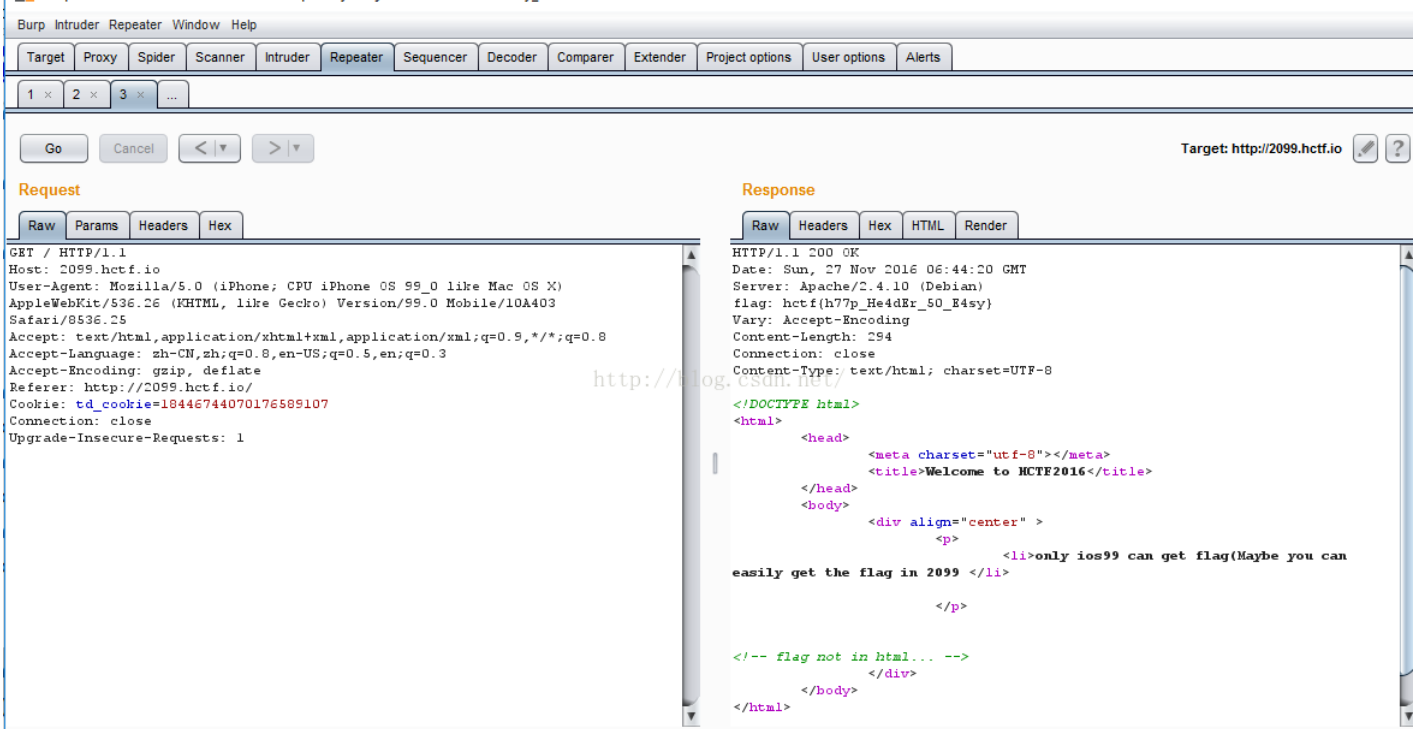 Burp Intruder Repeater Window Help
Target Proxy Spider Scanner Intruder Repeater Sequencer Decoder Comparer Extender Project options User options Alerts
1 × 2 × 3 × ...
Go Cancel < > Target: http://2099.hctf.io ?
Request
Raw Params Headers Hex
GET / HTTP/1.1
Host: 2099.hctf.io
User-Agent: Mozilla/5.0 (iPhone; CPU iPhone OS 99_0 like Mac OS X)
AppleWebKit/536.26 (KHTML, like Gecko) Version/99.0 Mobile/10A403
Safari/8536.25
Accept: text/html,application/xhtml+xml,application/xml;q=0.9,*/*;q=0.8
Accept-Language: zh-CN,zh;q=0.8,en-US;q=0.5,en;q=0.3
Accept-Encoding: gzip, deflate
Referer: http://2099.hctf.io/
Cookie: td_cookie=18446744070176589107
Connection: close
Upgrade-Insecure-Requests: 1
Response
Raw Headers Hex HTML Render
HTTP/1.1 200 OK
Date: Sun, 27 Nov 2016 06:44:20 GMT
Server: Apache/2.4.10 (Debian)
flag: hctf{h77p_He4dEr_50_E4sy}
Vary: Accept-Encoding
Content-Length: 294
Connection: close
Content-Type: text/html; charset=UTF-8
<!DOCTYPE html>
<html>
<head>
<meta charset="utf-8"></meta>
<title>Welcome to HCTF2016</title>
</head>
<body>
<div align="center" >
<p>
<li>only ios99 can get flag(Maybe you can
easily get the flag in 2099 </li>
</p>
<!-- flag not in html... -->
</div>
</body>
</html>
http://blog.csdn.net/